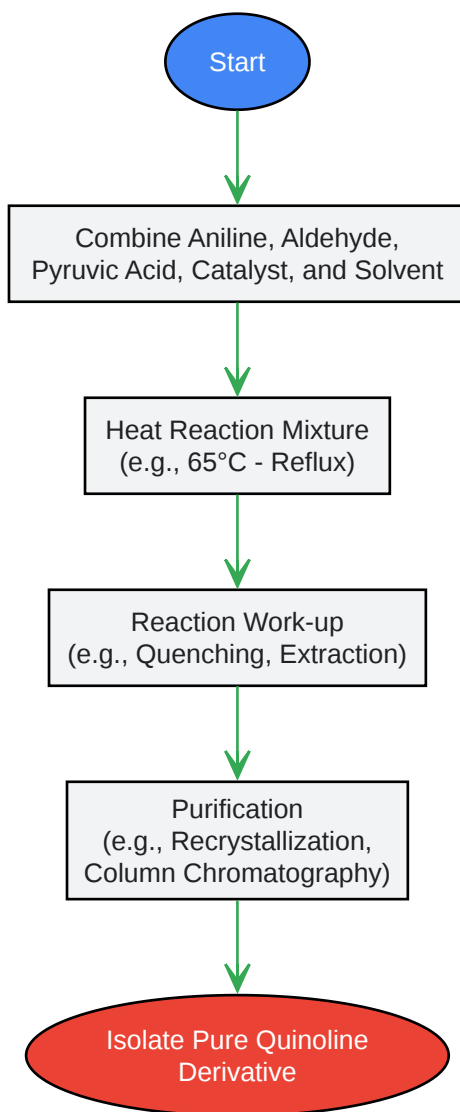 Start
Combine Aniline, Aldehyde,
Pyruvic Acid, Catalyst, and Solvent
Heat Reaction Mixture
(e.g., 65°C - Reflux)
Reaction Work-up
(e.g., Quenching, Extraction)
Purification
(e.g., Recrystallization,
Column Chromatography)
Isolate Pure Quinoline
Derivative